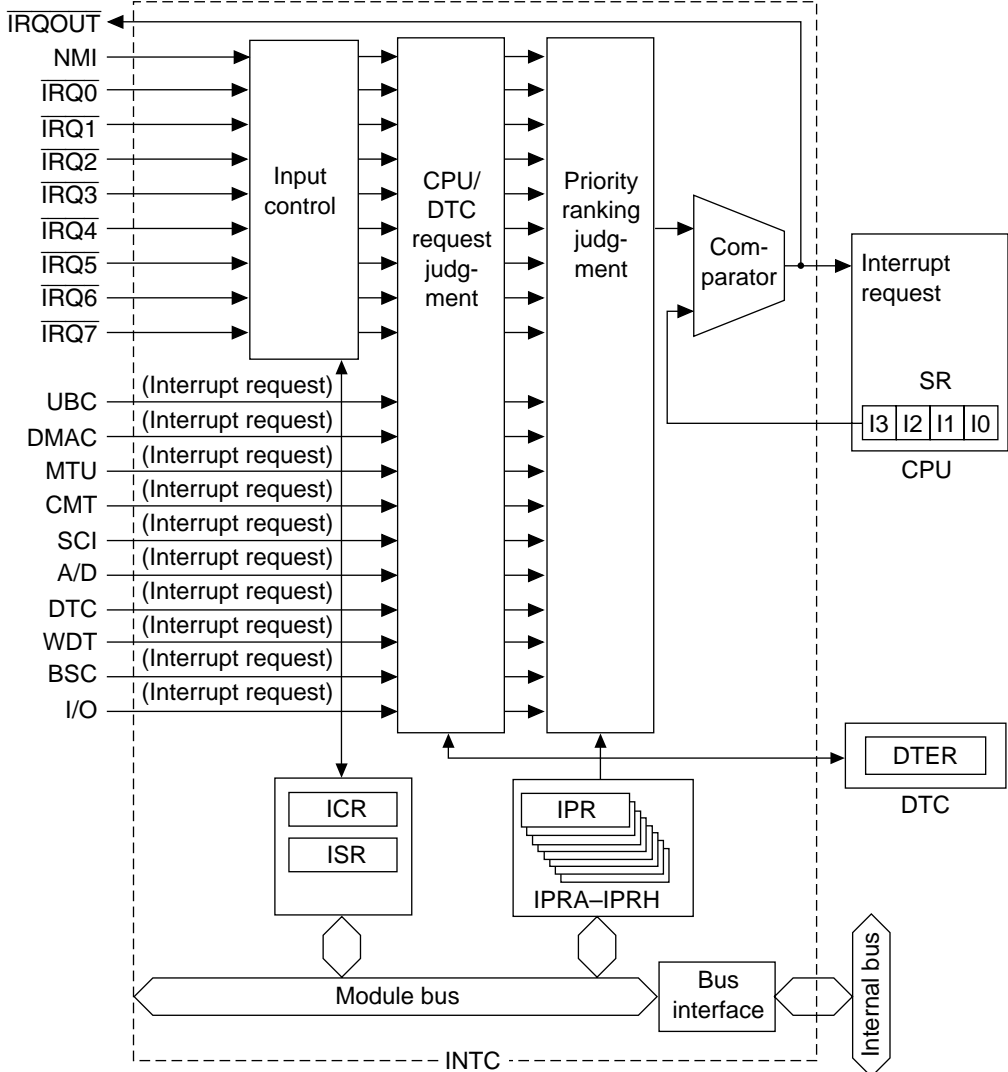 IRQOUT
NMI
IRQ0
IRQ1
IRQ2
IRQ3
IRQ4
IRQ5
IRQ6
IRQ7
Input
control
CPU/
DTC
request
judg-
ment
Priority
ranking
judg-
ment
Com-
parator
Interrupt
request
SR
I3 I2 I1 I0
CPU
UBC (Interrupt request)
DMAC (Interrupt request)
MTU (Interrupt request)
CMT (Interrupt request)
SCI (Interrupt request)
A/D (Interrupt request)
DTC (Interrupt request)
WDT (Interrupt request)
BSC (Interrupt request)
I/O (Interrupt request)
DTER
DTC
ICR
ISR
IPR
IPRA–IPRH
Module bus
Bus
interface
Internal bus
INTC